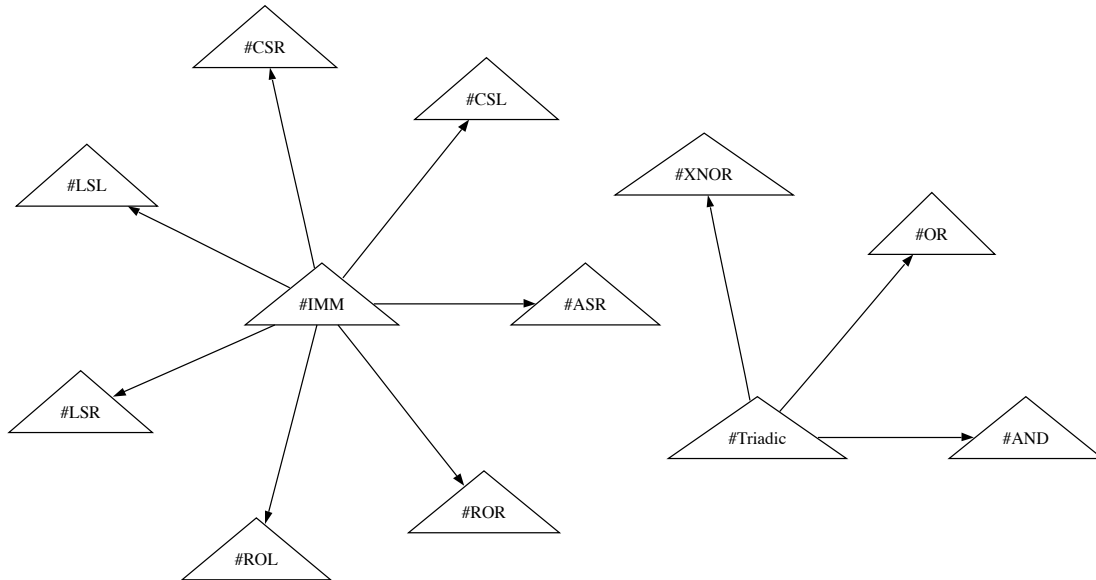 #CSR
#CSL
#LSL
#XNOR
#OR
#IMM
#ASR
#LSR
#Triadic
#AND
#ROR
#ROL